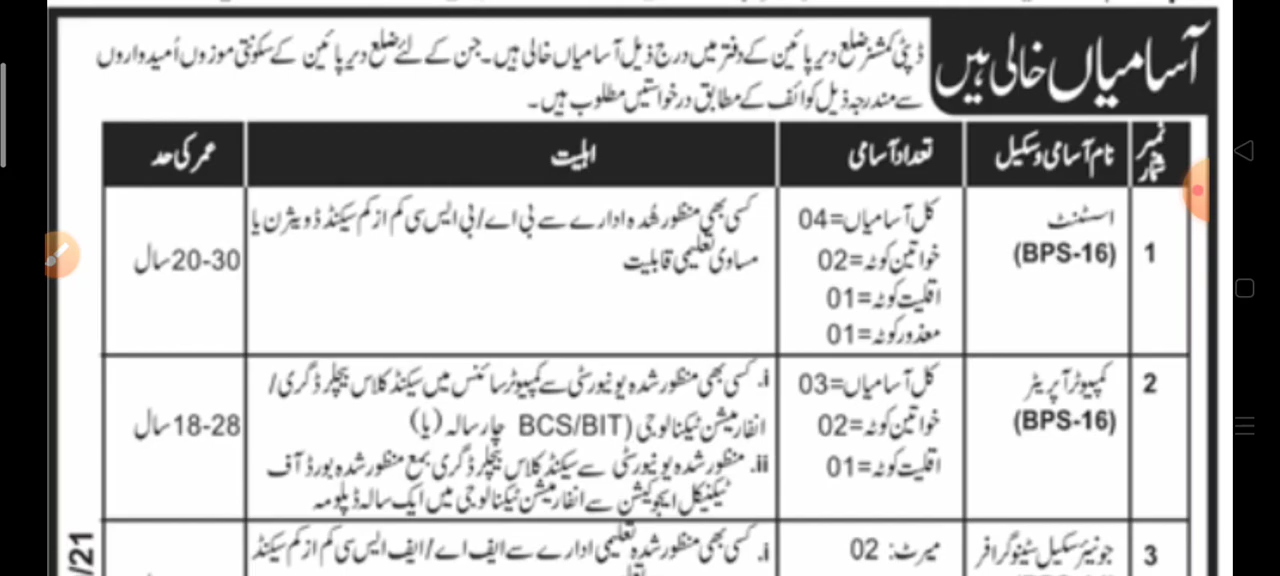 آسامیاں خالی ہیں
ڈپٹی کمشنر ضلع دیر پائین کے دفتر میں درج ذیل آسامیاں خالی ہیں۔ جن کے لئے ضلع دیر پائین کے سکونتی موزوں اُمیدواروں
سے مندرجہ ذیل کوائف کے مطابق درخواستیں مطلوب ہیں۔
نمبر شمار
نام آسامی و سکیل
تعداد آسامی
اہلیت
عمر کی حد
1
اسسٹنٹ
(BPS-16)
کل آسامیاں=04
خواتین کوٹہ=02
اقلیت کوٹہ=01
معذور کوٹہ=01
کسی بھی منظور شُدہ ادارے سے بی اے/بی ایس سی کم از کم سیکنڈ ڈویژن یا
مساوی تعلیمی قابلیت
20-30 سال
2
کمپیوٹر آپریٹر
(BPS-16)
کل آسامیاں=03
خواتین کوٹہ=02
اقلیت کوٹہ=01
i. کسی بھی منظور شدہ یونیورسٹی سے کمپیوٹر سائنس میں سیکنڈ کلاس بیچلر ڈگری/
انفارمیشن ٹیکنالوجی (BCS/BIT چار سالہ (یا)
ii. منظور شدہ یونیورسٹی سے سیکنڈ کلاس بیچلر ڈگری بمع منظور شدہ بورڈ آف
ٹیکنیکل ایجوکیشن سے انفارمیشن ٹیکنالوجی میں ایک سالہ ڈپلومہ
18-28 سال
3
جونیئر سکیل سٹینوگرافر
میرٹ: 02
i. کسی بھی منظور شدہ تعلیمی ادارے سے ایف اے/ایف ایس سی کم از کم سیکنڈ
/21